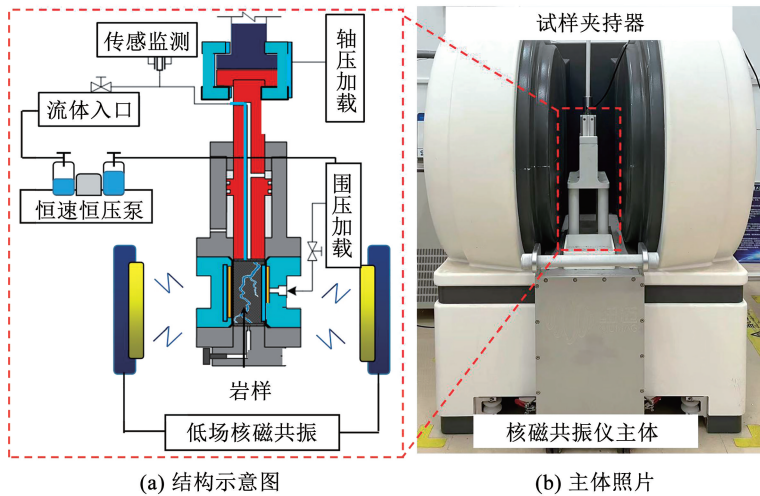 传感监测
轴压
加载
流体入口
恒速恒压泵
围压
加载
岩样
低场核磁共振
(a) 结构示意图
试样夹持器
核磁共振仪主体
(b) 主体照片